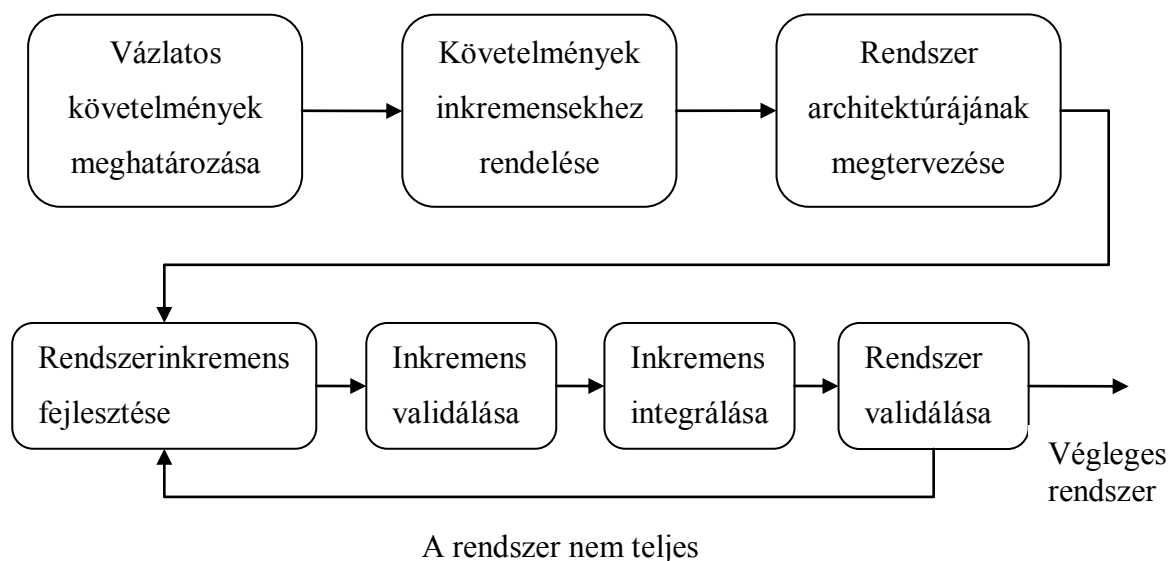 Vázlatos
követelmények
meghatározása
Követelmények
inkremensekhez
rendelése
Rendszer
architektúrájának
megtervezése
Rendszerinkremens
fejlesztése
Inkremens
validálása
Inkremens
integrálása
Rendszer
validálása
Végleges
rendszer
A rendszer nem teljes